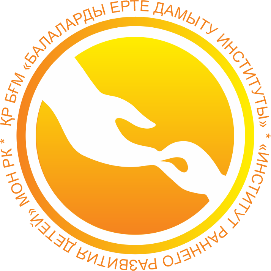 ҚР БҒМ «БАЛАЛАРДЫ ЕРТЕ ДАМЫТУ ИНСТИТУТЫ» * «ИНСТИТУТ РАННЕГО РАЗВИТИЯ ДЕТЕЙ» МОН РК *